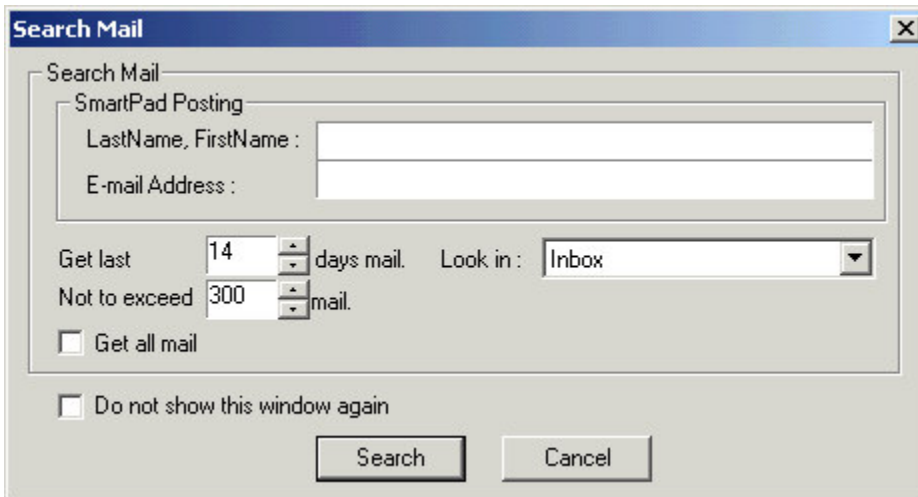 Search Mail
Search Mail
SmartPad Posting
LastName, FirstName :
E-mail Address :
Get last 14 days mail. Look in : Inbox
Not to exceed 300 mail.
Get all mail
Do not show this window again
Search Cancel